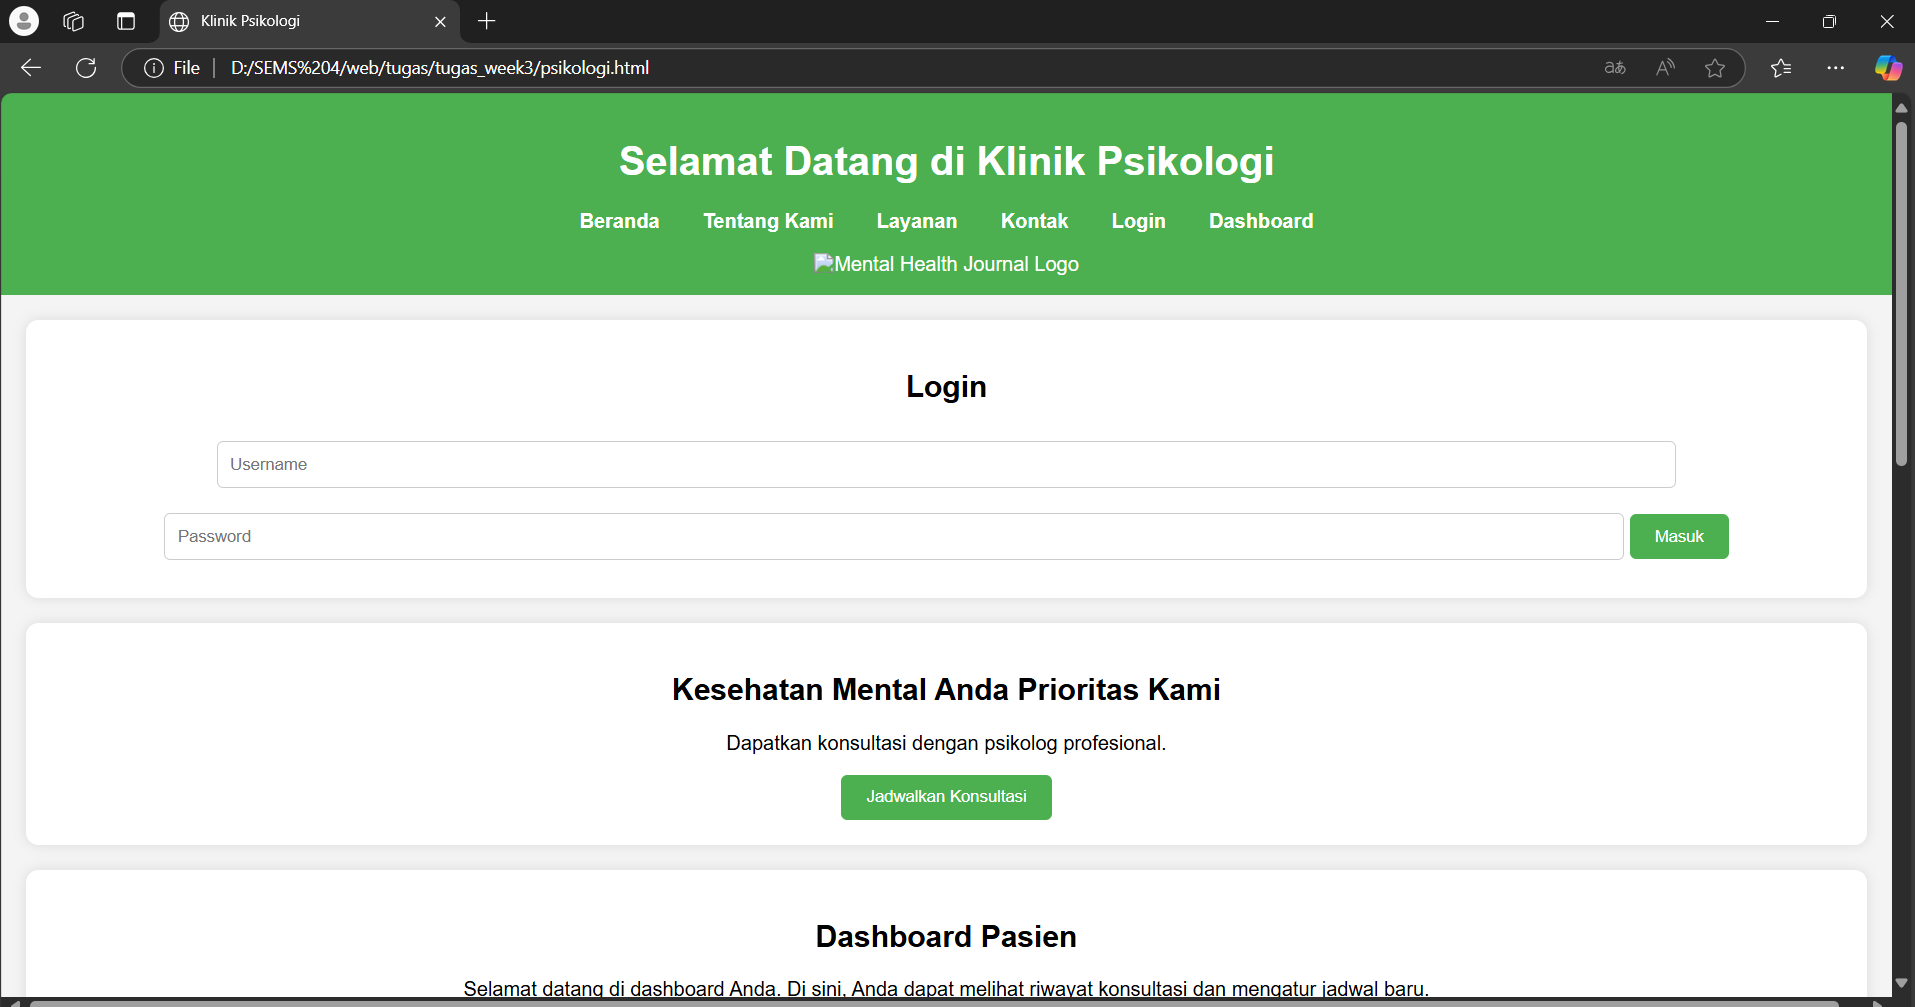 Klinik Psikologi
File D:/SEMS%204/web/tugas/tugas_week3/psikologi.html
Selamat Datang di Klinik Psikologi
Beranda Tentang Kami Layanan Kontak Login Dashboard
Mental Health Journal Logo
Login
Username
Password Masuk
Kesehatan Mental Anda Prioritas Kami
Dapatkan konsultasi dengan psikolog profesional.
Jadwalkan Konsultasi
Dashboard Pasien
Selamat datang di dashboard Anda. Di sini, Anda dapat melihat riwayat konsultasi dan mengatur jadwal baru.